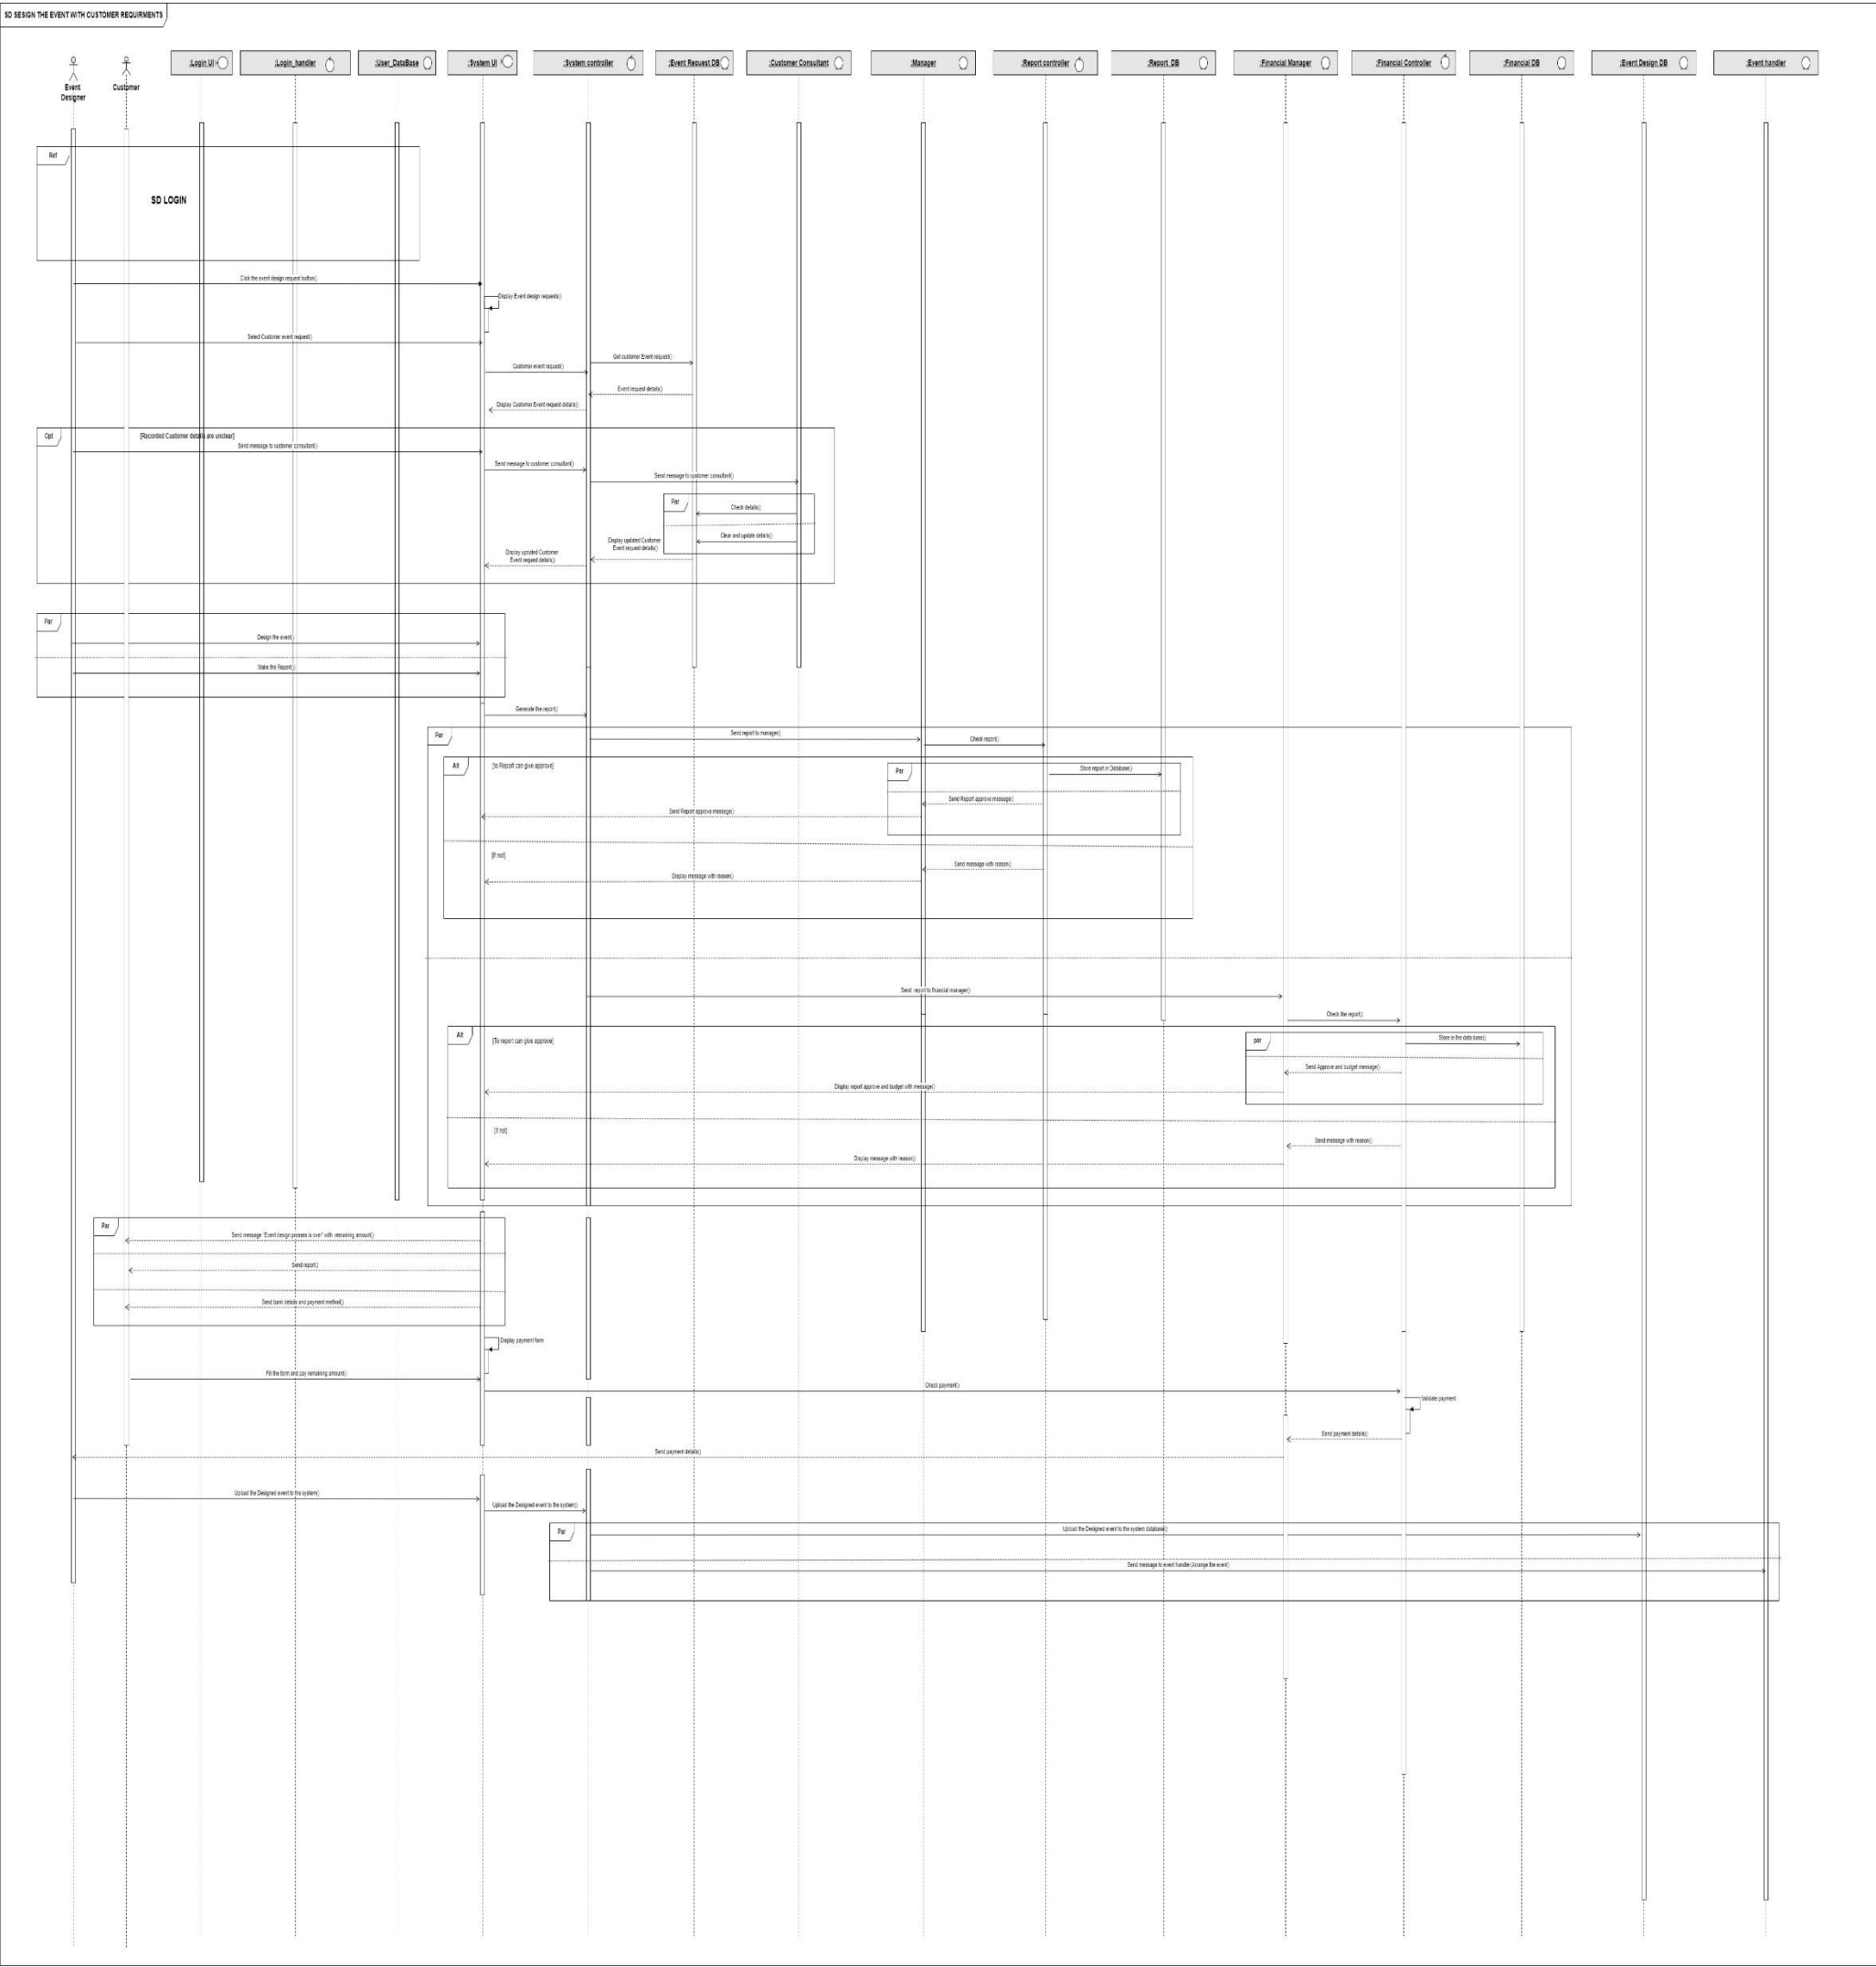 SD SESIGN THE EVENT WITH CUSTOMER REQUIRMENTS
Event
Designer
Customer
:Login UI
:Login_handler
:User_DataBase
:System UI
:System controller
:Event Request DB
:Customer Consultant
:Manager
:Report controller
:Report_DB
:Financial Manager
:Financial Controller
:Financial DB
:Event Design DB
:Event handler
Ref
SD LOGIN
Click the event design request button()
Display Event design requests()
Select Customer event request()
Get customer Event request()
Customer event request()
Event request details()
Display Customer Event request details()
Opt
[Recorded Customer details are unclear]
Send message to customer consultant()
Send message to customer consultant()
Send message to customer consultant()
Par
Check details()
Clear and update details()
Display updated Customer
Event request details()
Display updated Customer
Event request details()
Par
Design the event()
Make the Report()
Generate the report()
Par
Send report to manager()
Check report()
Alt
[to Report can give approve]
Par
Store report in Database()
Send Report approve message()
Send Report approve message()
[If not]
Send message with reason()
Display message with reason()
Send report to financial manager()
Check the report()
Alt
[To report can give approve]
par
Store in the data base()
Send Approve and budget message()
Display report approve and budget with message()
[If not]
Send message with reason()
Display message with reason()
Par
Send message "Event design proses is over" with remaining amount()
Send report()
Send bank details and payment method()
Display payment form
Fill the form and pay remaining amount()
Check payment()
Validate payment
Send payment details()
Send payment details()
Upload the Designed event to the system()
Upload the Designed event to the system()
Par
Upload the Designed event to the system database()
Send message to event handler(Arrange the event)